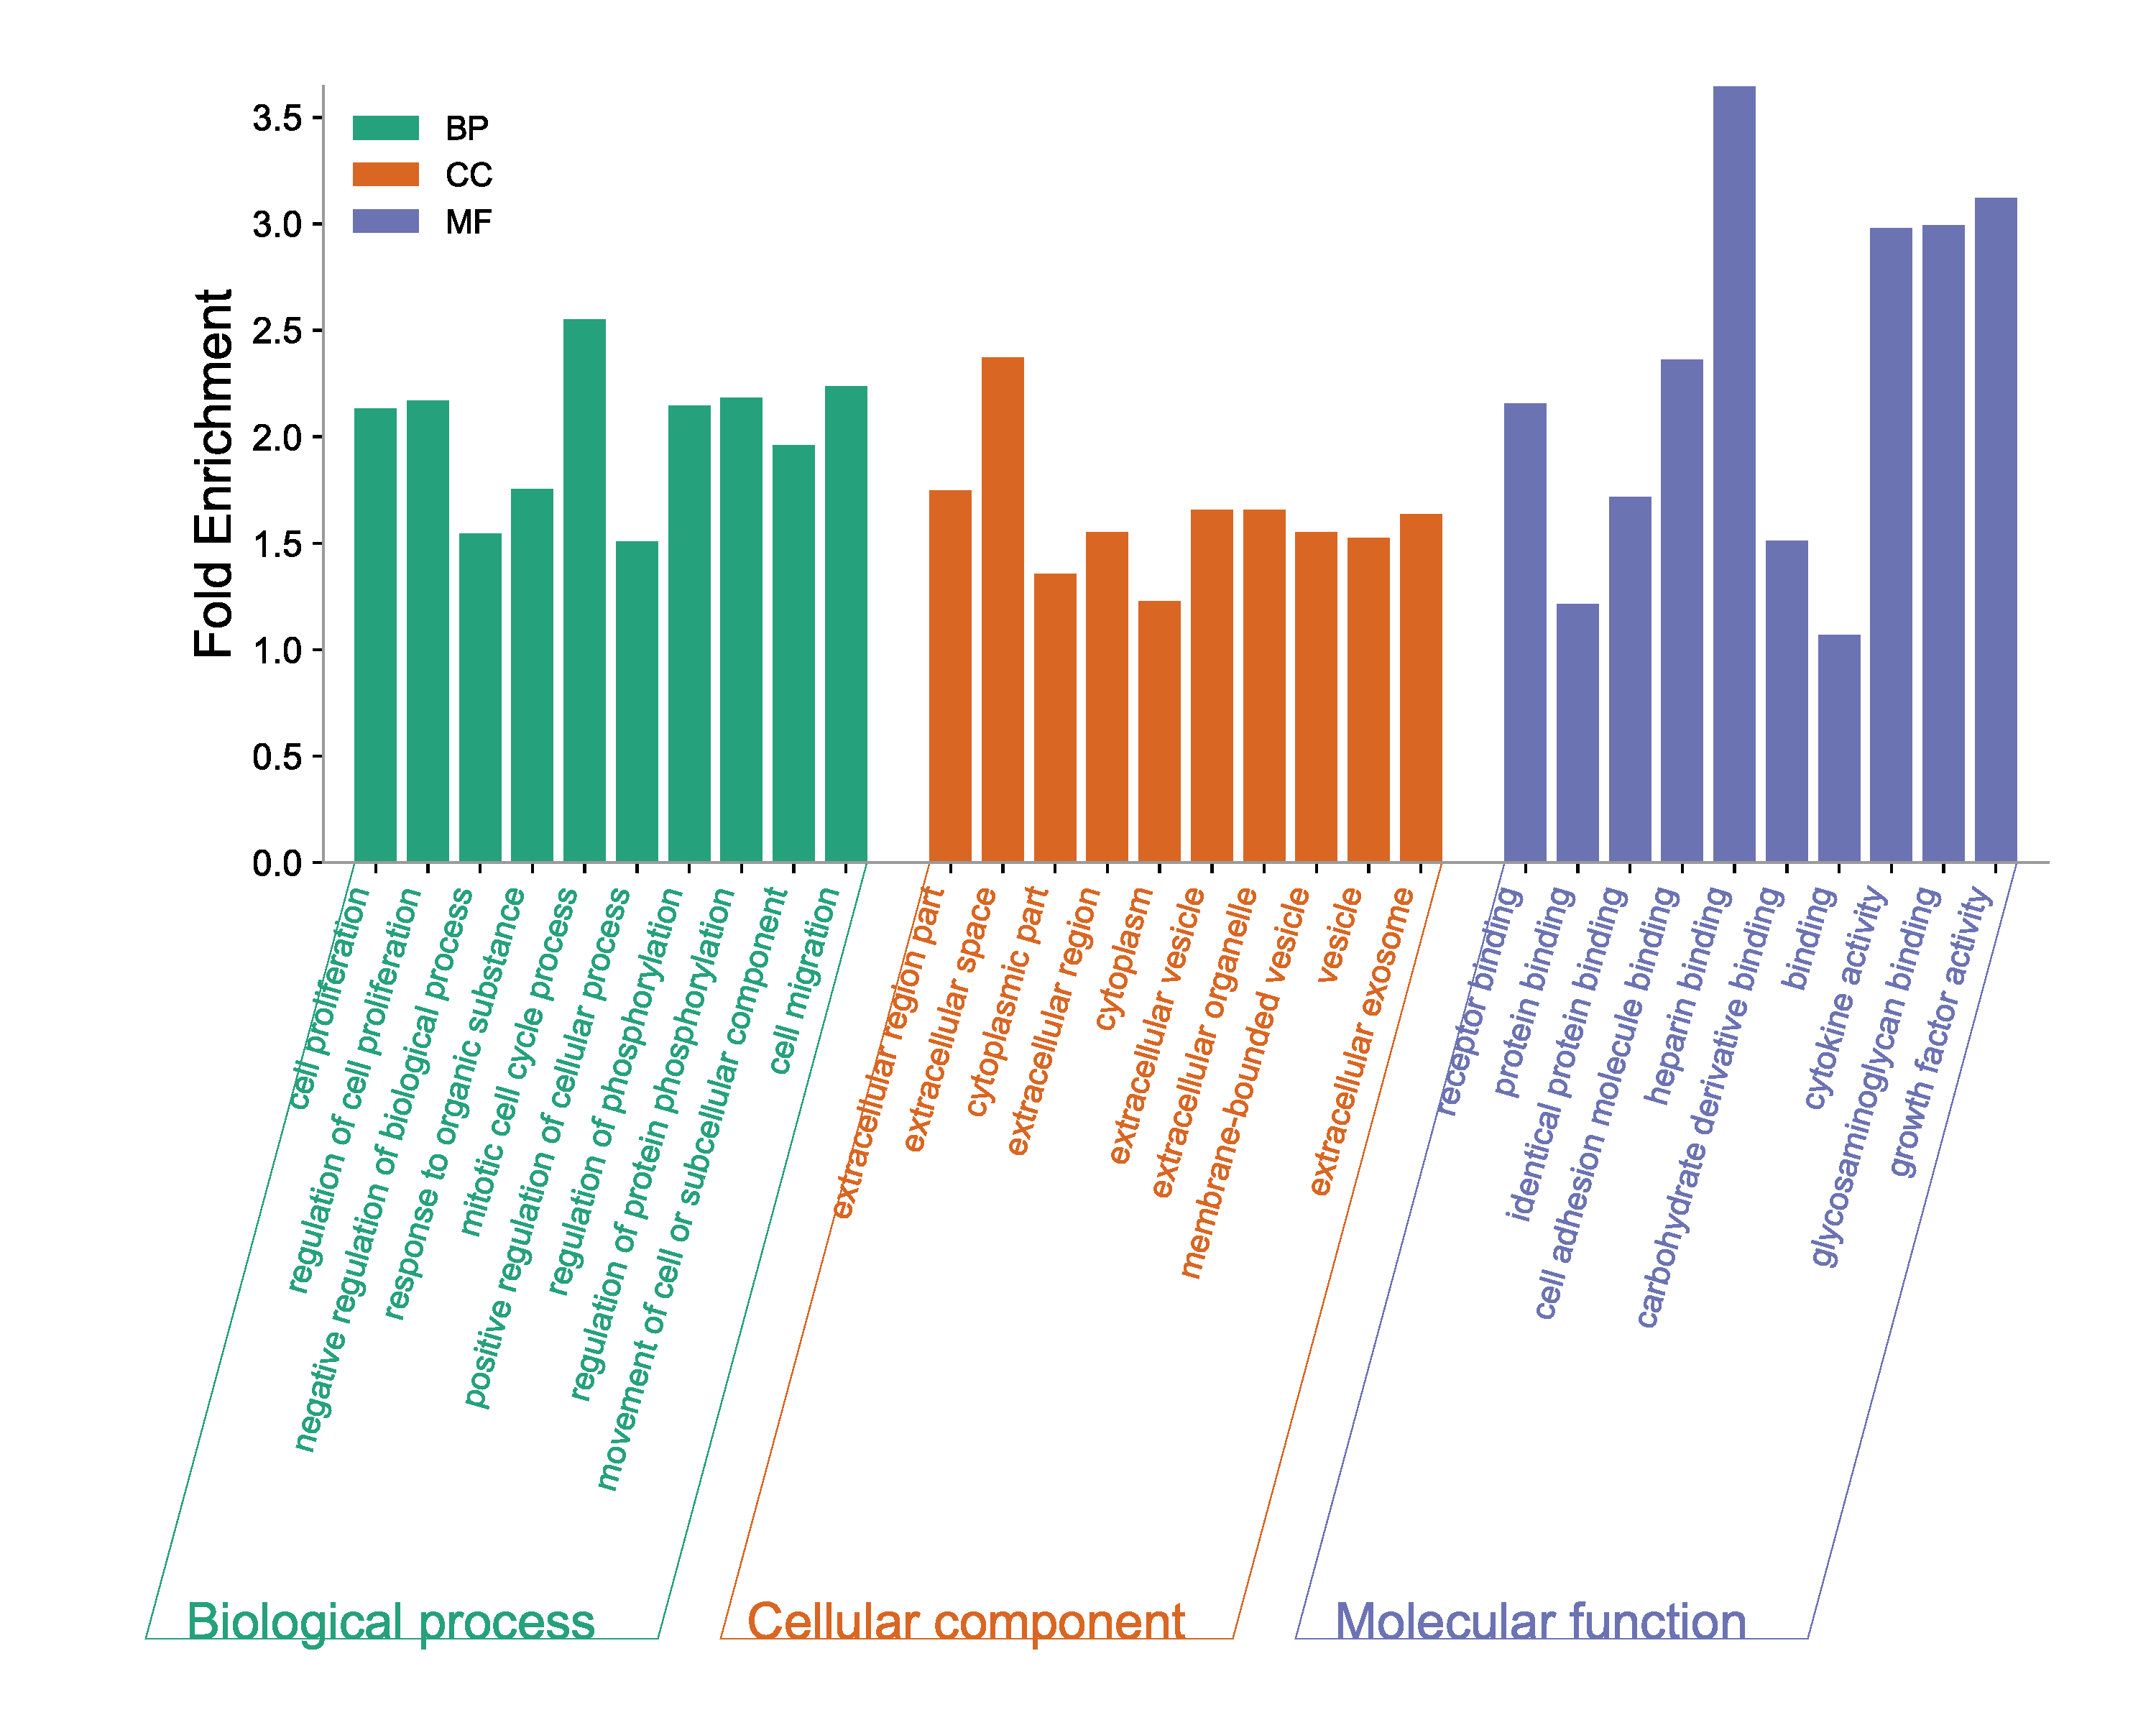 Fold Enrichment
3.5
3.0
2.5
2.0
1.5
1.0
0.5
0.0
BP
CC
MF
cell proliferation
regulation of cell proliferation
negative regulation of biological process
response to organic substance
mitotic cell cycle process
positive regulation of cellular process
regulation of phosphorylation
regulation of protein phosphorylation
movement of cell or subcellular component
cell migration
extracellular region part
extracellular space
cytoplasmic part
extracellular region
cytoplasm
extracellular vesicle
extracellular organelle
membrane-bounded vesicle
vesicle
extracellular exosome
receptor binding
protein binding
identical protein binding
cell adhesion molecule binding
heparin binding
carbohydrate derivative binding
binding
cytokine activity
glycosaminoglycan binding
growth factor activity
Biological process
Cellular component
Molecular function